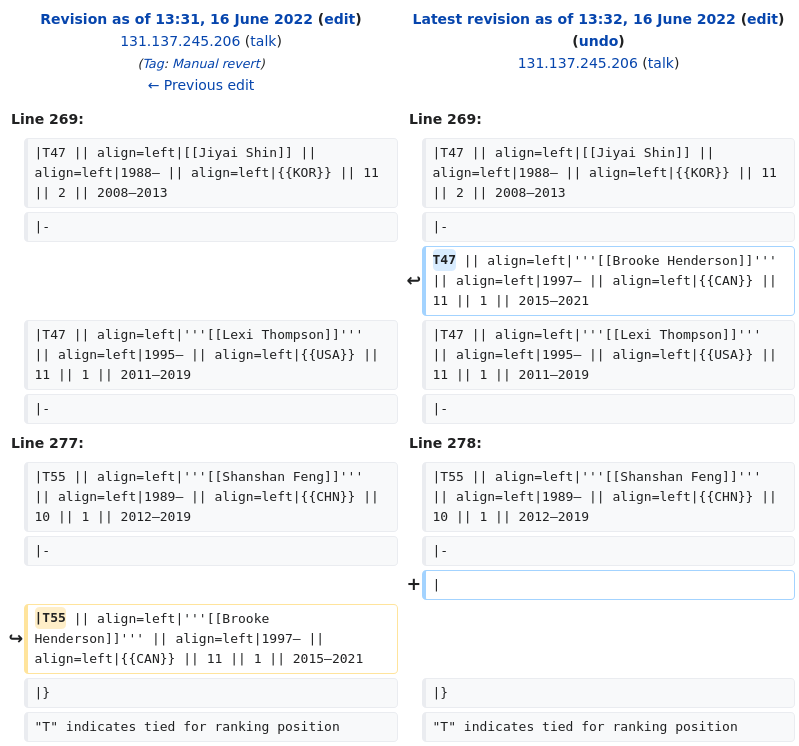 Revision as of 13:31, 16 June 2022 (edit)
131.137.245.206 (talk)
(Tag: Manual revert)
← Previous edit
Latest revision as of 13:32, 16 June 2022 (edit)
(undo)
131.137.245.206 (talk)
Line 269:
Line 269:
|T47 || align=left|[[Jiyai Shin]] ||
align=left|1988– || align=left|{{KOR}} || 11
|| 2 || 2008–2013
|T47 || align=left|[[Jiyai Shin]] ||
align=left|1988– || align=left|{{KOR}} || 11
|| 2 || 2008–2013
|-
|-
↩
T47 || align=left|'''[[Brooke Henderson]]'''
|| align=left|1997– || align=left|{{CAN}} ||
11 || 1 || 2015–2021
|T47 || align=left|'''[[Lexi Thompson]]'''
|| align=left|1995– || align=left|{{USA}} ||
11 || 1 || 2011–2019
|T47 || align=left|'''[[Lexi Thompson]]'''
|| align=left|1995– || align=left|{{USA}} ||
11 || 1 || 2011–2019
|-
|-
Line 277:
Line 278:
|T55 || align=left|'''[[Shanshan Feng]]'''
|| align=left|1989– || align=left|{{CHN}} ||
10 || 1 || 2012–2019
|T55 || align=left|'''[[Shanshan Feng]]'''
|| align=left|1989– || align=left|{{CHN}} ||
10 || 1 || 2012–2019
|-
|-
+
|
↪
|T55 || align=left|'''[[Brooke
Henderson]]''' || align=left|1997– ||
align=left|{{CAN}} || 11 || 1 || 2015–2021
|}
|}
"T" indicates tied for ranking position
"T" indicates tied for ranking position